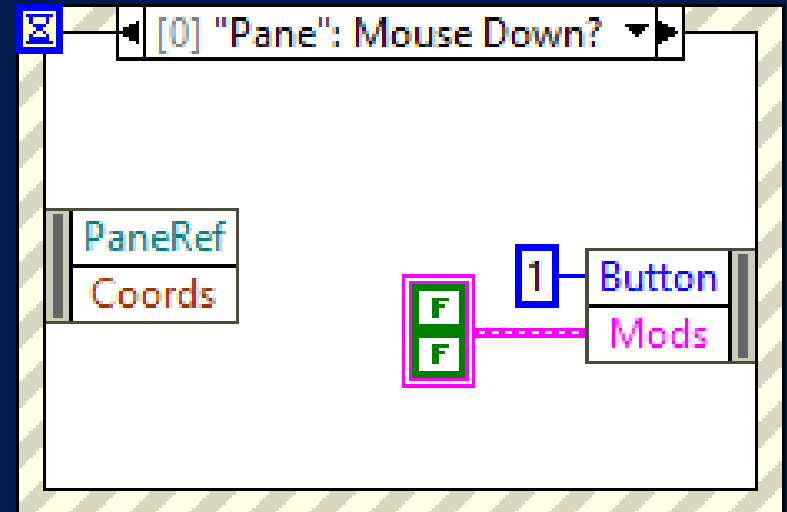 [0] "Pane": Mouse Down?
PaneRef
Coords
1
Button
F
F
Mods